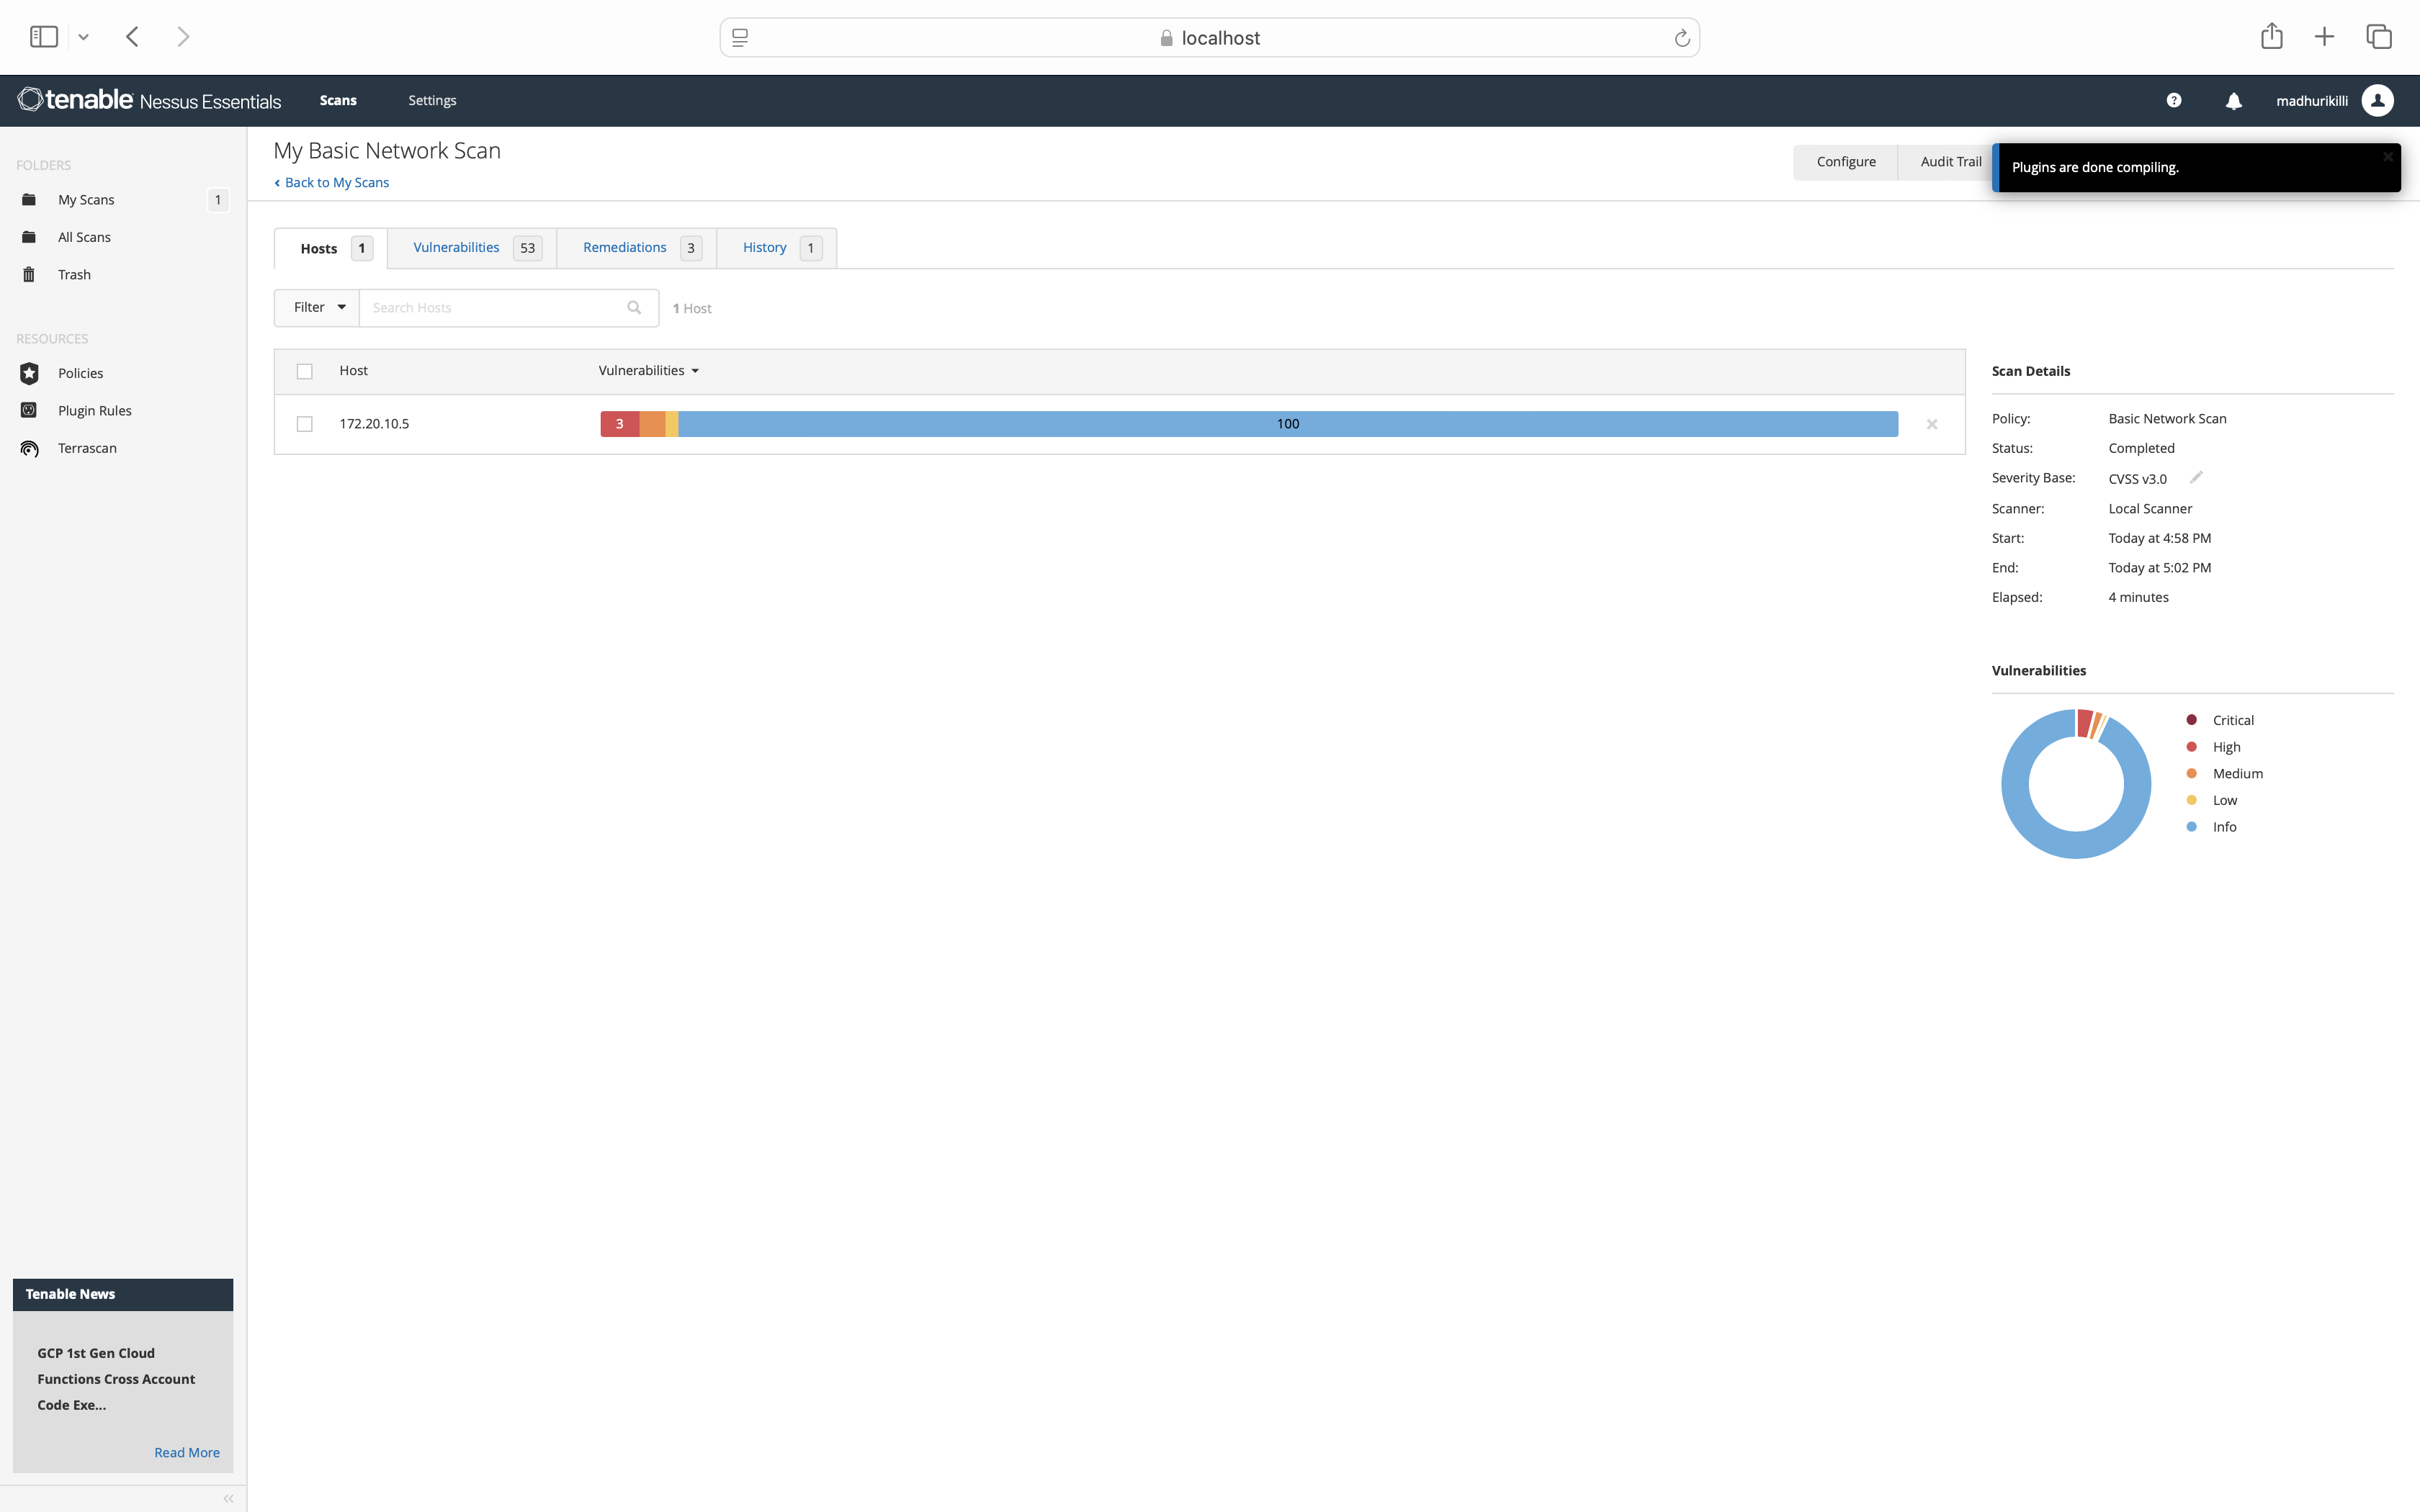 localhost
tenable Nessus Essentials
Scans
Settings
?
madhurikilli
FOLDERS
My Scans 1
All Scans
Trash
RESOURCES
Policies
Plugin Rules
Terrascan
My Basic Network Scan
Back to My Scans
Configure
Audit Trail
Plugins are done compiling.
Hosts 1
Vulnerabilities 53
Remediations 3
History 1
Filter
Search Hosts
1 Host
Host
Vulnerabilities
172.20.10.5
3
100
Scan Details
Policy: Basic Network Scan
Status: Completed
Severity Base: CVSS v3.0
Scanner: Local Scanner
Start: Today at 4:58 PM
End: Today at 5:02 PM
Elapsed: 4 minutes
Vulnerabilities
Critical
High
Medium
Low
Info
Tenable News
GCP 1st Gen Cloud
Functions Cross Account
Code Exe...
Read More